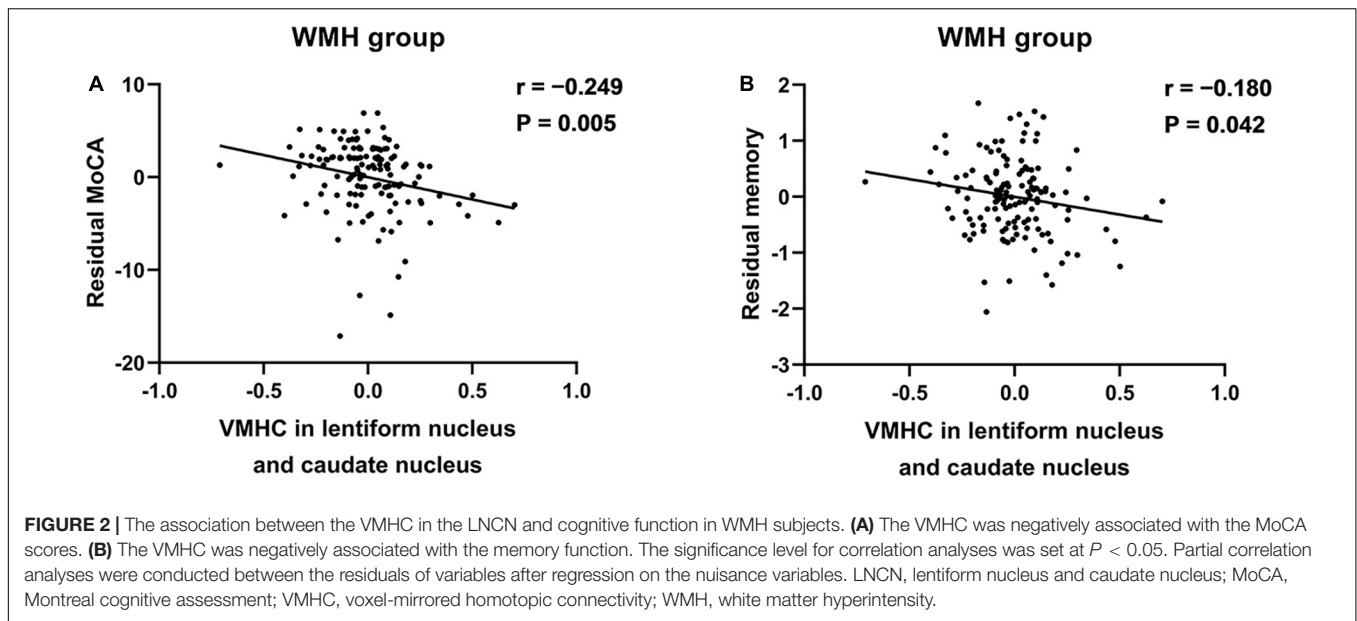 WMH group
A
r = −0.249
P = 0.005
10
0
-10
-20
Residual MoCA
-1.0 -0.5 0.0 0.5 1.0
VMHC in lentiform nucleus
and caudate nucleus
WMH group
B
r = −0.180
P = 0.042
2
1
0
-1
-2
-3
Residual memory
-1.0 -0.5 0.0 0.5 1.0
VMHC in lentiform nucleus
and caudate nucleus
FIGURE 2 | The association between the VMHC in the LNCN and cognitive function in WMH subjects. (A) The VMHC was negatively associated with the MoCA
scores. (B) The VMHC was negatively associated with the memory function. The significance level for correlation analyses was set at P < 0.05. Partial correlation
analyses were conducted between the residuals of variables after regression on the nuisance variables. LNCN, lentiform nucleus and caudate nucleus; MoCA,
Montreal cognitive assessment; VMHC, voxel-mirrored homotopic connectivity; WMH, white matter hyperintensity.